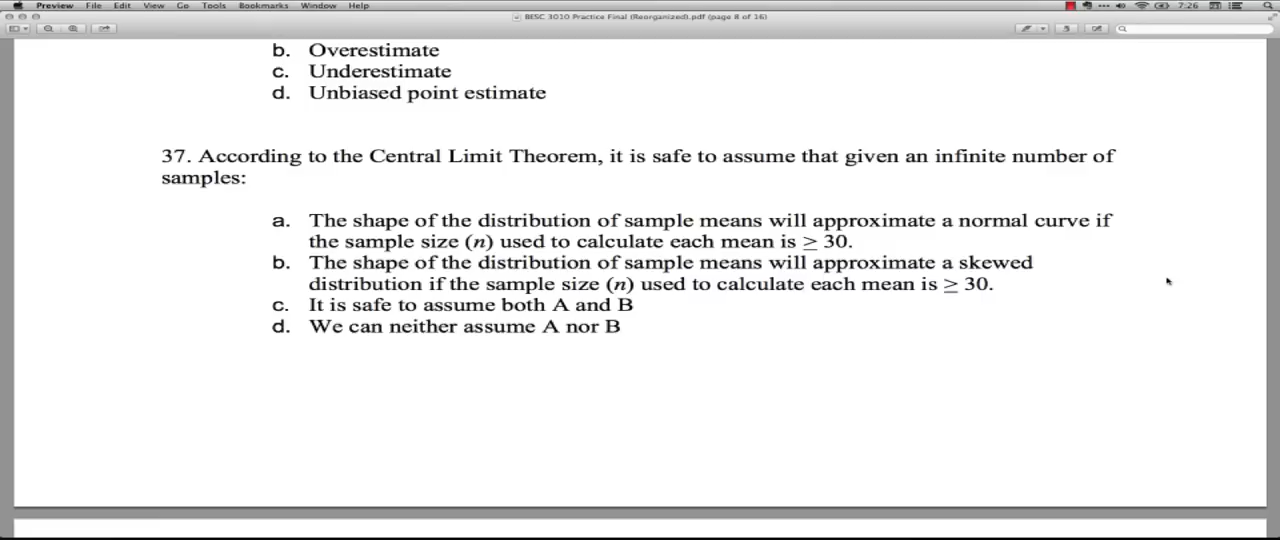 Preview File Edit View Go Tools Bookmarks Window Help 7:26
BESC 3010 Practice Final (Reorganized).pdf (page 8 of 16)
b. Overestimate
c. Underestimate
d. Unbiased point estimate
37. According to the Central Limit Theorem, it is safe to assume that given an infinite number of
samples:
a. The shape of the distribution of sample means will approximate a normal curve if
the sample size (n) used to calculate each mean is ≥ 30.
b. The shape of the distribution of sample means will approximate a skewed
distribution if the sample size (n) used to calculate each mean is ≥ 30.
c. It is safe to assume both A and B
d. We can neither assume A nor B